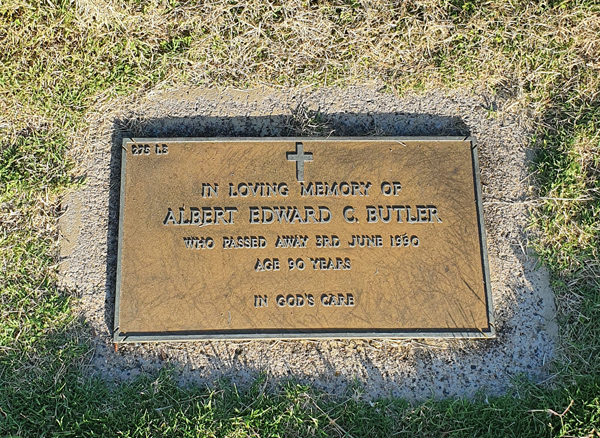 275 LB
IN LOVING MEMORY OF
ALBERT EDWARD C. BUTLER
WHO PASSED AWAY 3RD JUNE 1990
AGE 90 YEARS
IN GOD'S CARE